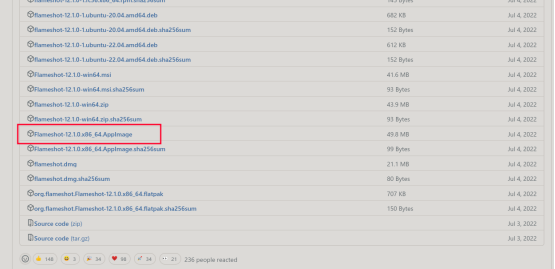 145 Bytes Jul 4, 2022
flameshot-12.1.0-1.ubuntu-20.04.amd64.deb 682 KB Jul 4, 2022
flameshot-12.1.0-1.ubuntu-20.04.amd64.deb.sha256sum 152 Bytes Jul 4, 2022
flameshot-12.1.0-1.ubuntu-22.04.amd64.deb 612 KB Jul 4, 2022
flameshot-12.1.0-1.ubuntu-22.04.amd64.deb.sha256sum 152 Bytes Jul 4, 2022
Flameshot-12.1.0-win64.msi 41.6 MB Jul 4, 2022
Flameshot-12.1.0-win64.msi.sha256sum 93 Bytes Jul 4, 2022
flameshot-12.1.0-win64.zip 43.9 MB Jul 4, 2022
flameshot-12.1.0-win64.zip.sha256sum 93 Bytes Jul 4, 2022
Flameshot-12.1.0.x86_64.AppImage 49.8 MB Jul 4, 2022
Flameshot-12.1.0.x86_64.AppImage.sha256sum 99 Bytes Jul 4, 2022
flameshot.dmg 21.1 MB Jul 4, 2022
flameshot.dmg.sha256sum 80 Bytes Jul 4, 2022
org.flameshot.Flameshot-12.1.0.x86_64.flatpak 707 KB Jul 4, 2022
org.flameshot.Flameshot-12.1.0.x86_64.flatpak.sha256sum 150 Bytes Jul 4, 2022
Source code (zip) Jul 3, 2022
Source code (tar.gz) Jul 3, 2022
148 3 34 98 34 21 236 people reacted